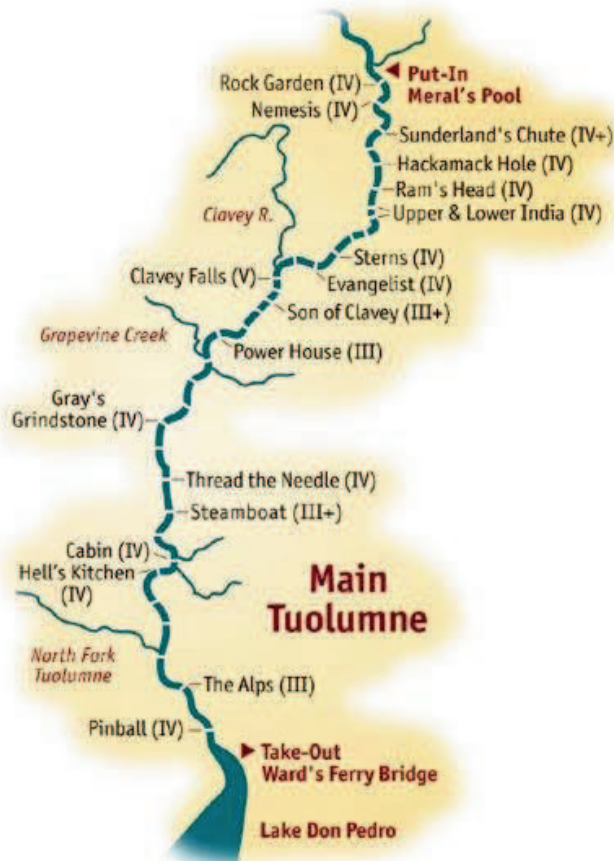 Put-In
Meral's Pool
Rock Garden (IV)
Nemesis (IV)
Sunderland's Chute (IV+)
Hackamack Hole (IV)
Ram's Head (IV)
Upper & Lower India (IV)
Clavey R.
Sterns (IV)
Clavey Falls (V)
Evangelist (IV)
Son of Clavey (III+)
Grapevine Creek
Power House (III)
Gray's
Grindstone (IV)
Thread the Needle (IV)
Steamboat (III+)
Cabin (IV)
Hell's Kitchen
(IV)
Main
Tuolumne
North Fork
Tuolumne
The Alps (III)
Pinball (IV)
Take-Out
Ward's Ferry Bridge
Lake Don Pedro